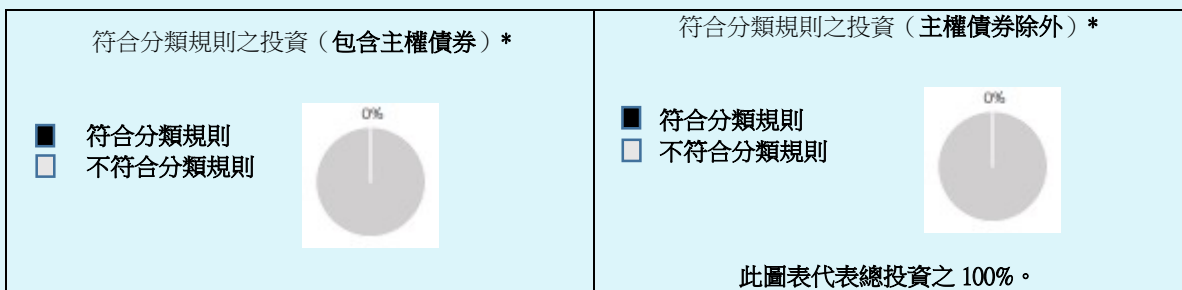 符合分類規則之投資（包含主權債券）*
0%
符合分類規則
不符合分類規則
符合分類規則之投資（主權債券除外）*
0%
符合分類規則
不符合分類規則
此圖表代表總投資之 100%。